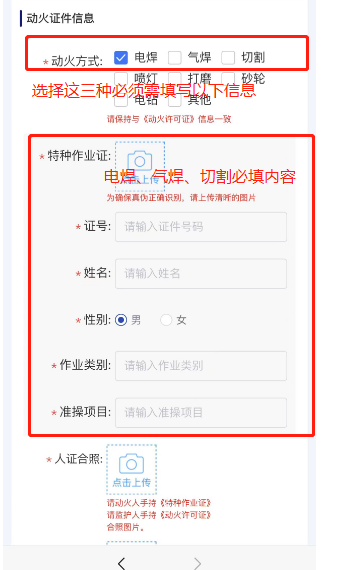 动火证件信息
* 动火方式: 电焊 气焊 切割
喷灯 打磨 砂轮
选择这三种必须需填写以下信息
电钻 其他
请保持与《动火许可证》信息一致
* 特种作业证:
电焊、气焊、切割必填内容
点击上传
为确保真伪正确识别，请上传清晰的图片
* 证号: 请输入证件号码
* 姓名: 请输入姓名
* 性别: 男 女
* 作业类别: 请输入作业类别
* 准操项目: 请输入准操项目
* 人证合照:
点击上传
请动火人手持《特种作业证》
请监护人手持《动火许可证》
合照图片。